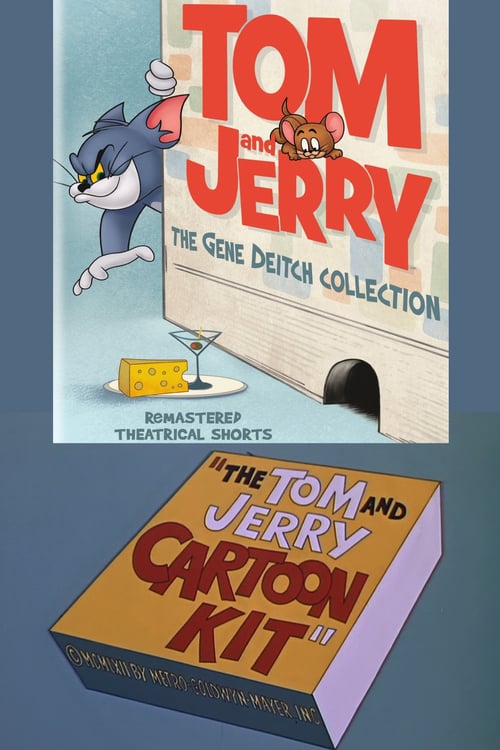 TOM
and
JERRY
THE GENE DEITCH COLLECTION
REMASTERED
THEATRICAL SHORTS
"THE TOM AND
JERRY
CARTOON
KIT"
©MCMLXII BY METRO-GOLDWYN-MAYER, INC